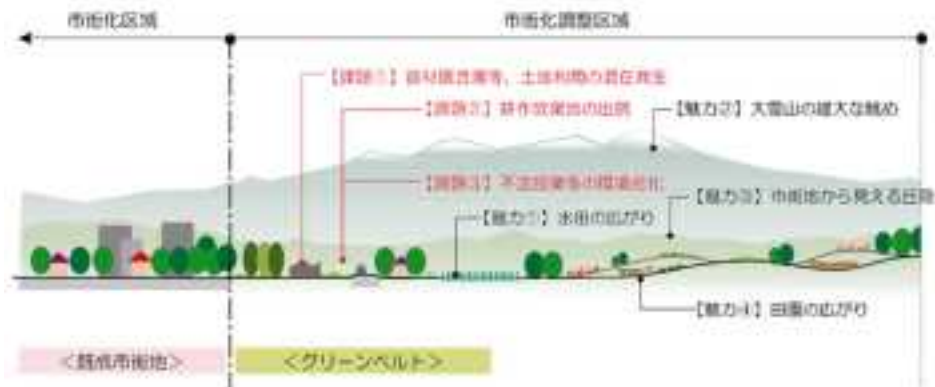 市街化区域
市街化調整区域
【課題①】資材置場等、土地利用の混在発生
【課題②】耕作放棄地の出現
【魅力②】大雪山の雄大な眺め
【課題③】不法投棄等の環境悪化
【魅力③】市街地から見える丘陵
【魅力①】水田の広がり
【魅力④】田園の広がり
＜既成市街地＞
＜グリーンベルト＞